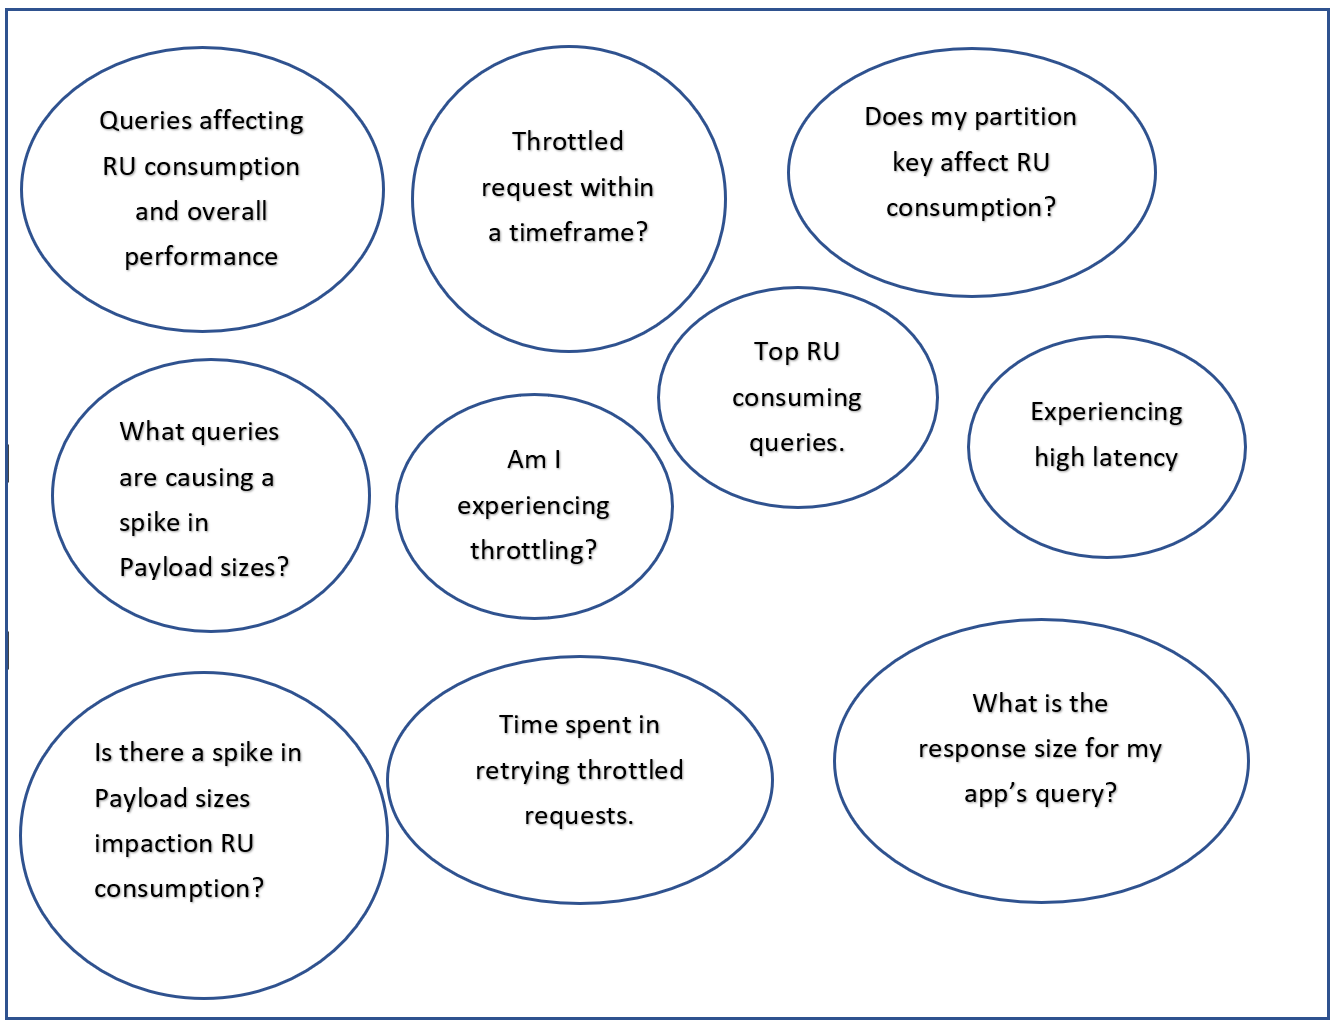 Queries affecting
RU consumption
and overall
performance
Throttled
request within
a timeframe?
Does my partition
key affect RU
consumption?
Top RU
consuming
queries.
Experiencing
high latency
What queries
are causing a
spike in
Payload sizes?
Am I
experiencing
throttling?
Is there a spike in
Payload sizes
impaction RU
consumption?
Time spent in
retrying throttled
requests.
What is the
response size for my
app’s query?